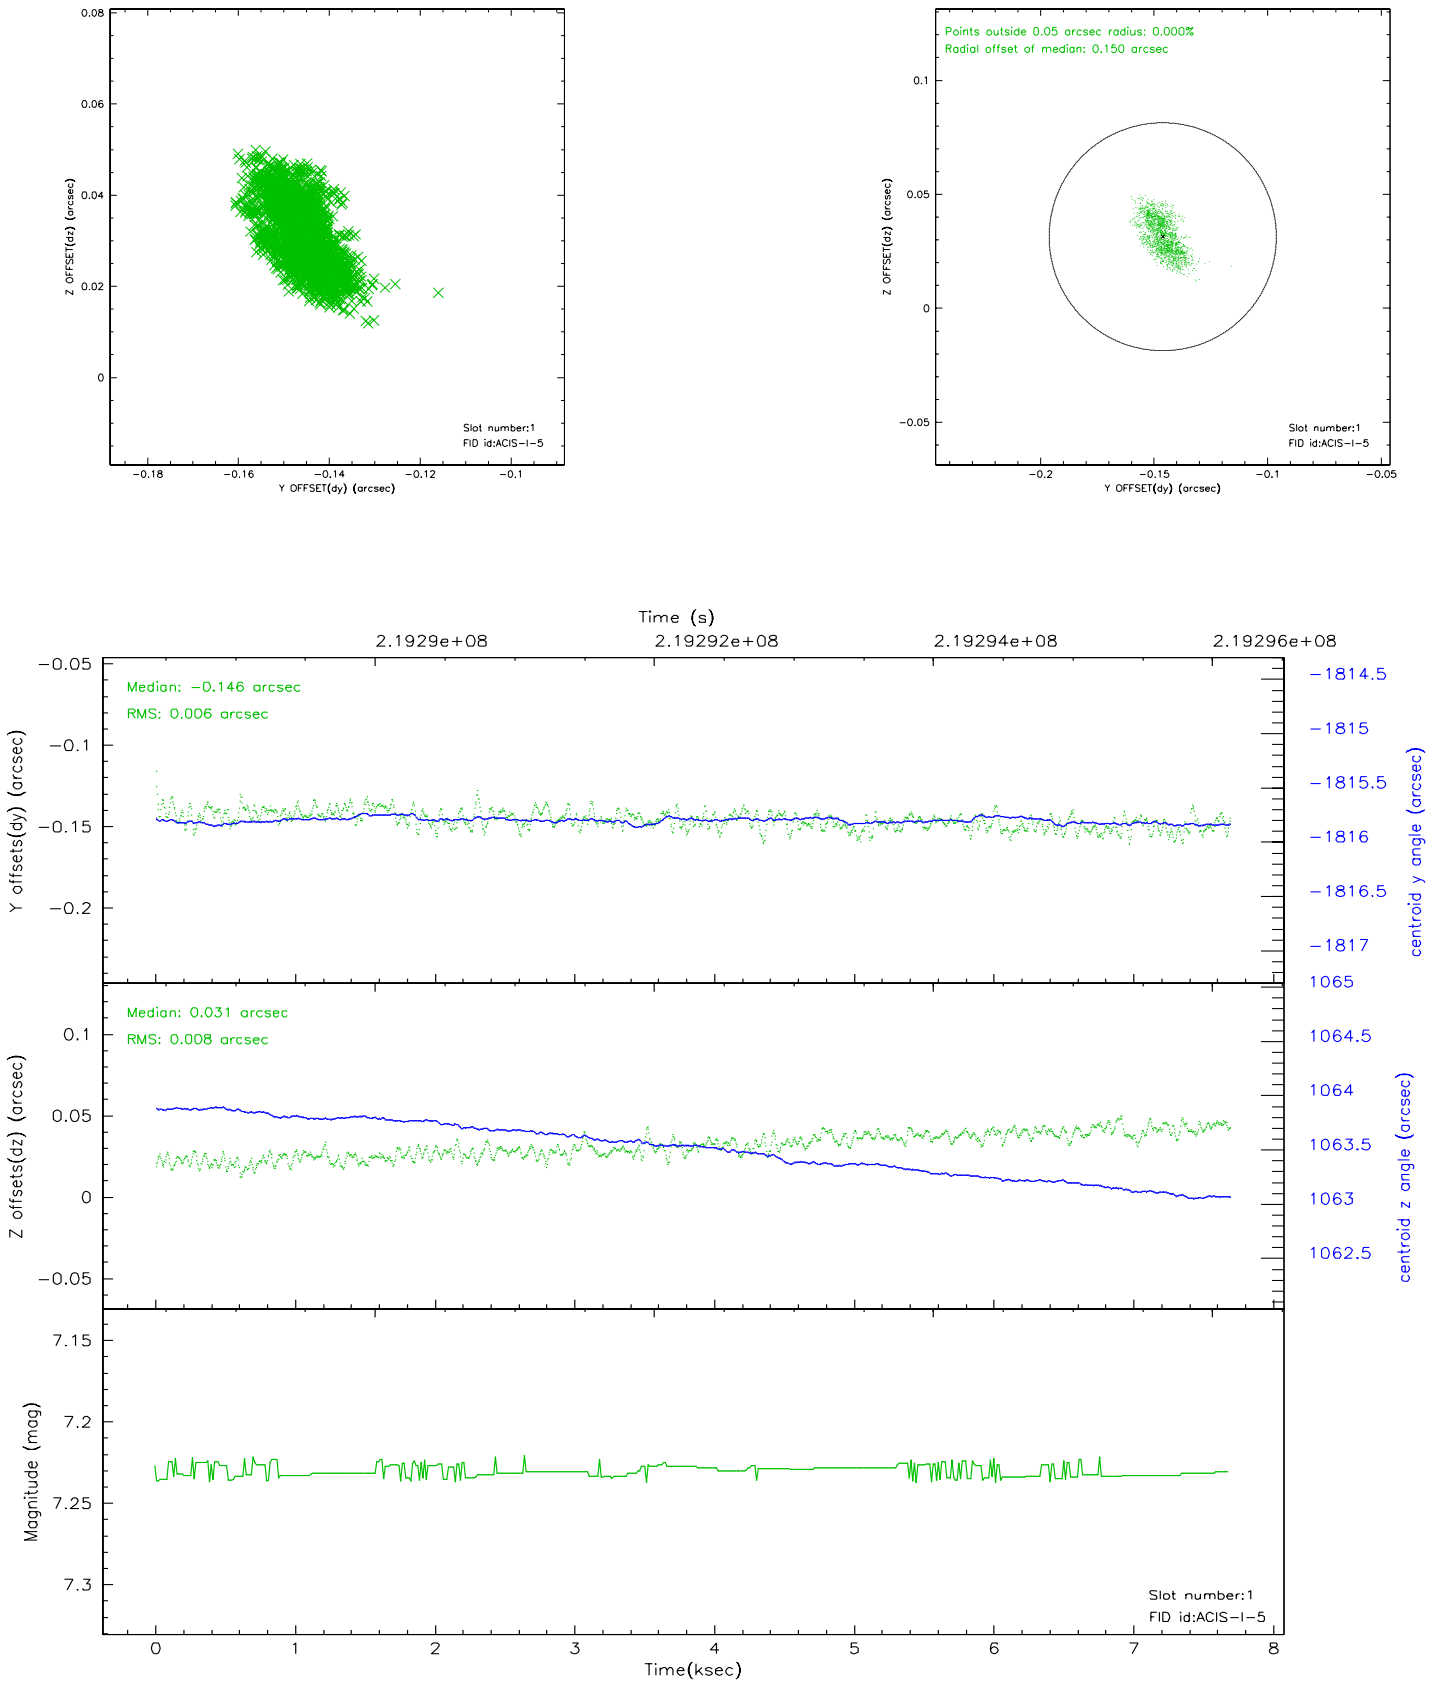 0.08
0.06
0.04
0.02
0
Z OFFSET(dz) (arcsec)
Slot number:1
FID id:ACIS-I-5
-0.18 -0.16 -0.14 -0.12 -0.1
Y OFFSET(dy) (arcsec)
Points outside 0.05 arcsec radius: 0.000%
Radial offset of median: 0.150 arcsec
0.1
0.05
0
-0.05
Z OFFSET(dz) (arcsec)
Slot number:1
FID id:ACIS-I-5
-0.2 -0.15 -0.1 -0.05
Y OFFSET(dy) (arcsec)
Time (s)
2.1929e+08 2.19292e+08 2.19294e+08 2.19296e+08
-0.05
-0.1
-0.15
-0.2
Y offsets(dy) (arcsec)
Median: -0.146 arcsec
RMS: 0.006 arcsec
-1814.5
-1815
-1815.5
-1816
-1816.5
-1817
centroid y angle (arcsec)
0.1
0.05
0
-0.05
Z offsets(dz) (arcsec)
Median: 0.031 arcsec
RMS: 0.008 arcsec
1065
1064.5
1064
1063.5
1063
1062.5
centroid z angle (arcsec)
7.15
7.2
7.25
7.3
Magnitude (mag)
Slot number:1
FID id:ACIS-I-5
0 1 2 3 4 5 6 7 8
Time(ksec)